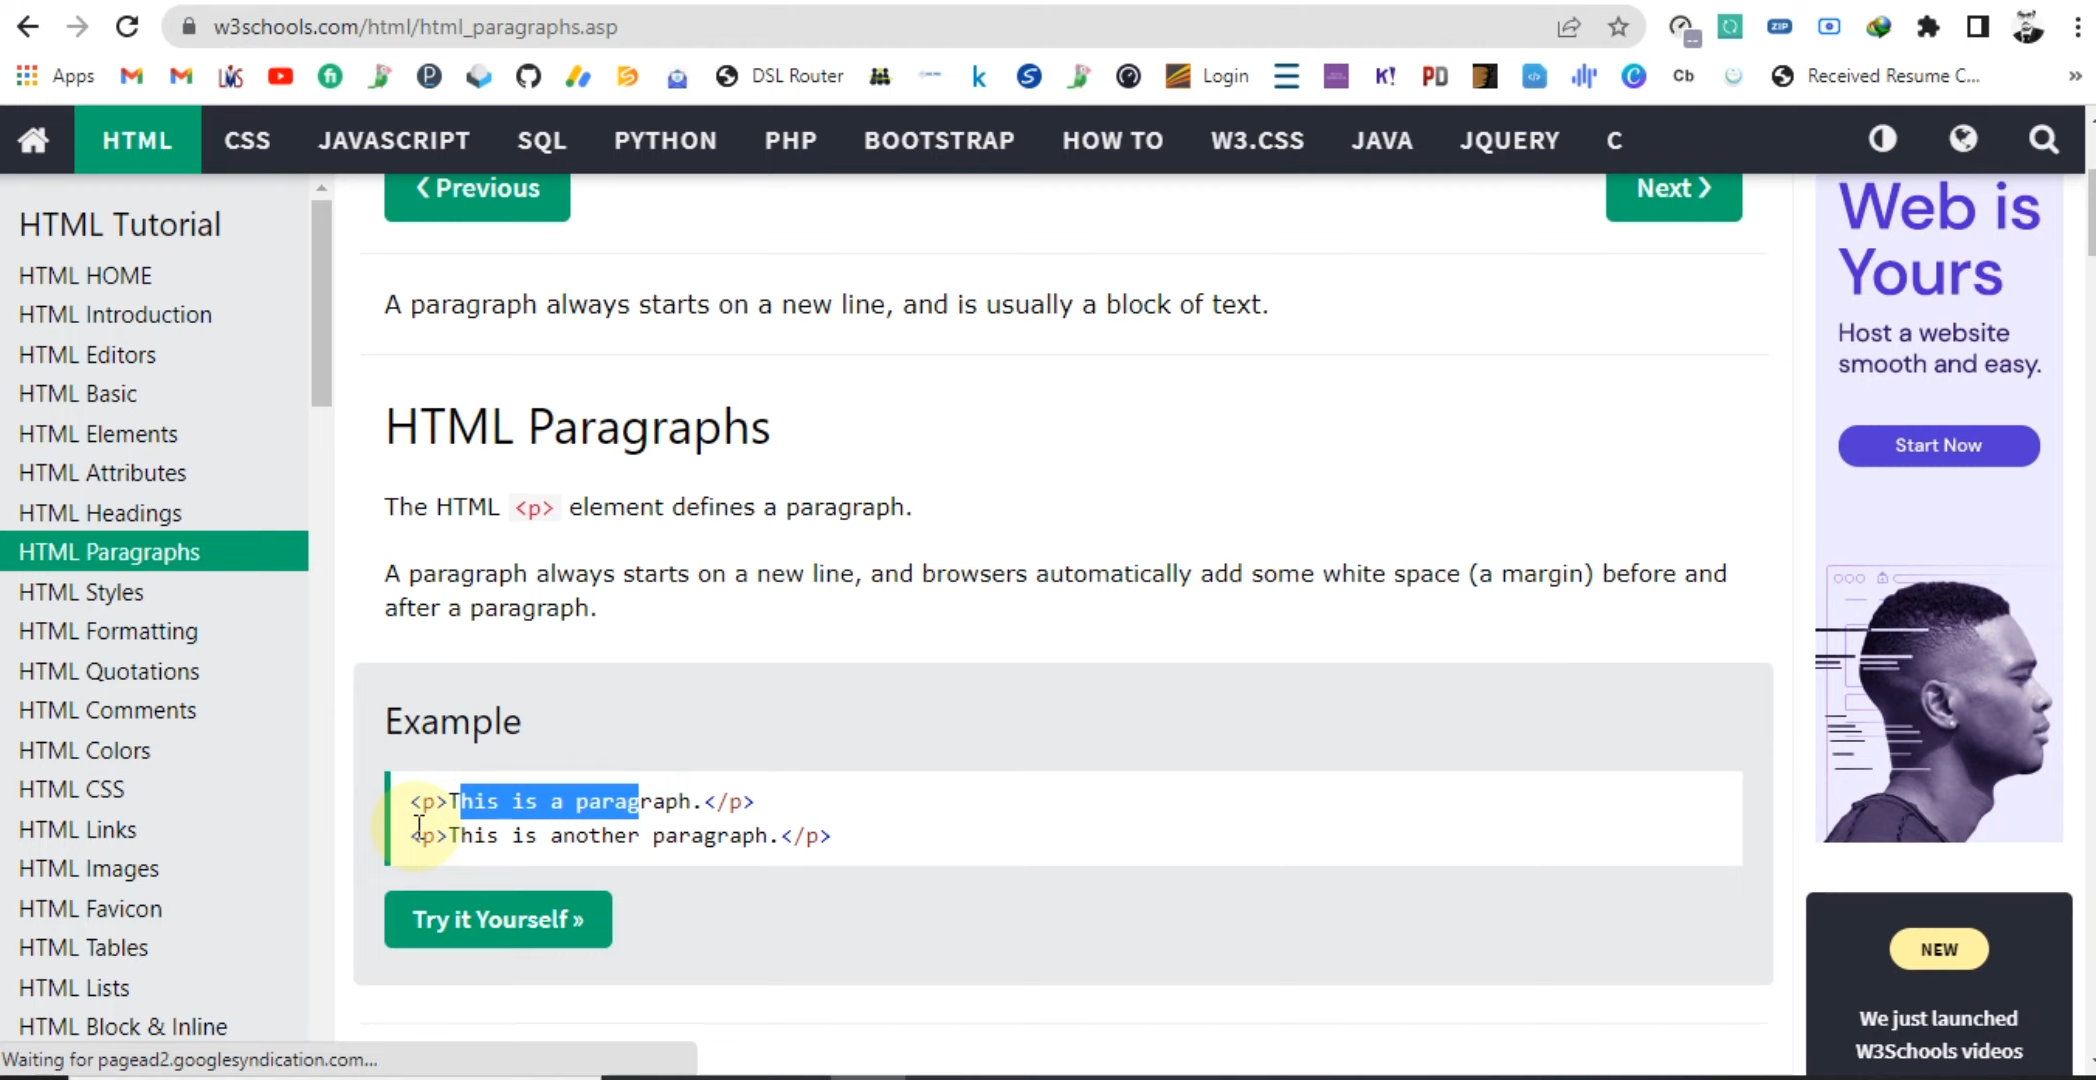 w3schools.com/html/html_paragraphs.asp
ZIP
Apps
LMS
fi
P
DSL Router
k
S
Login
K!
PD
</>
C
Cb
Received Resume C...
»
HTML
CSS
JAVASCRIPT
SQL
PYTHON
PHP
BOOTSTRAP
HOW TO
W3.CSS
JAVA
JQUERY
C
HTML Tutorial
HTML HOME
HTML Introduction
HTML Editors
HTML Basic
HTML Elements
HTML Attributes
HTML Headings
HTML Paragraphs
HTML Styles
HTML Formatting
HTML Quotations
HTML Comments
HTML Colors
HTML CSS
HTML Links
HTML Images
HTML Favicon
HTML Tables
HTML Lists
HTML Block & Inline
Waiting for pagead2.googlesyndication.com...
❮ Previous
Next ❯
A paragraph always starts on a new line, and is usually a block of text.
HTML Paragraphs
The HTML <p> element defines a paragraph.
A paragraph always starts on a new line, and browsers automatically add some white space (a margin) before and
after a paragraph.
Example
<p>This is a paragraph.</p>
<p>This is another paragraph.</p>
Try it Yourself »
Web is
Yours
Host a website
smooth and easy.
Start Now
NEW
We just launched
W3Schools videos